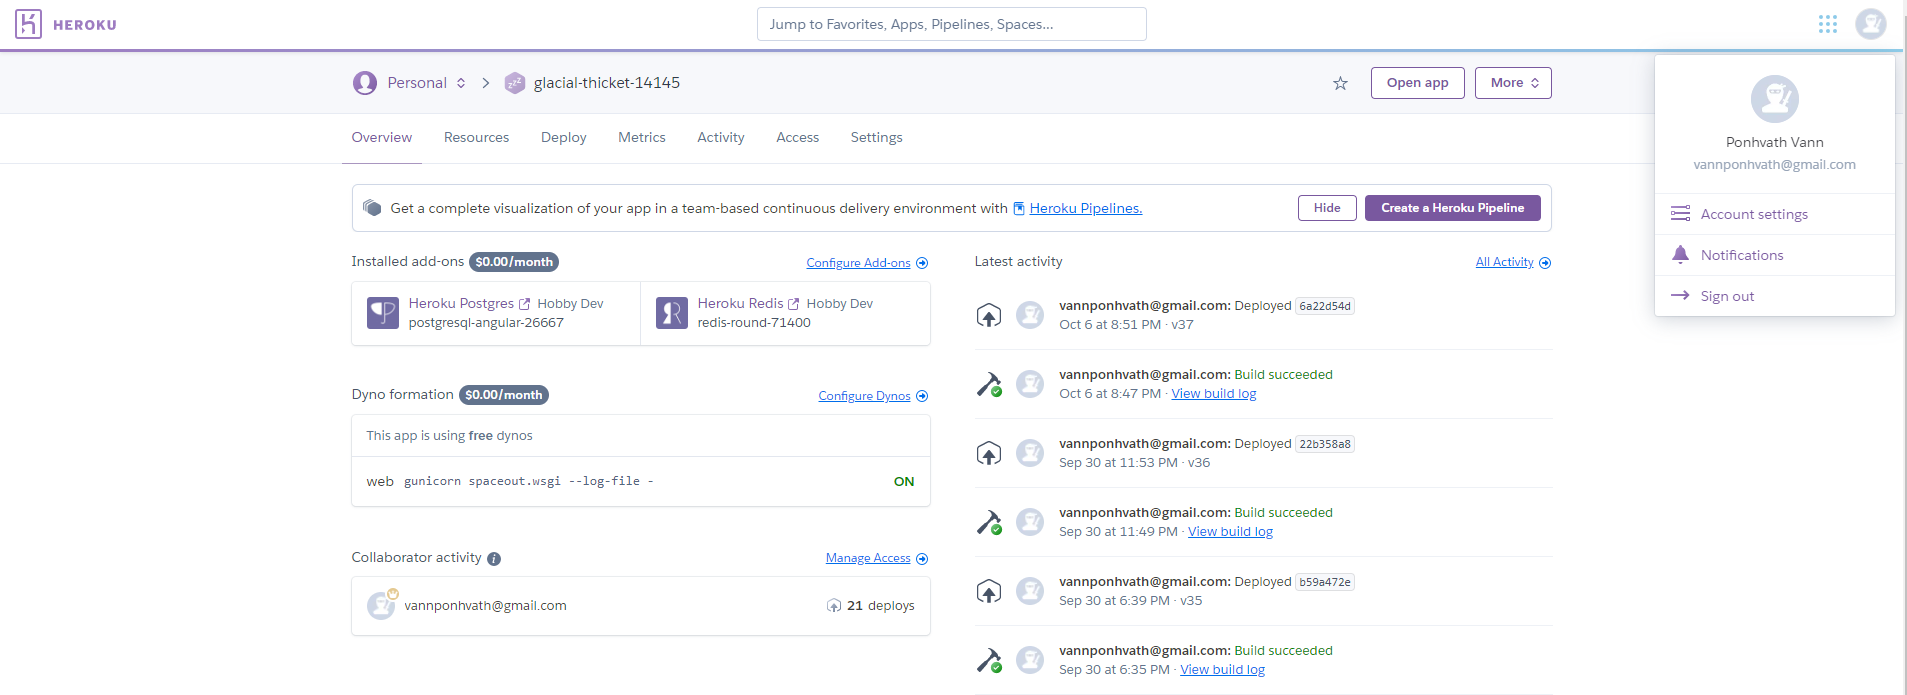 HEROKU
Jump to Favorites, Apps, Pipelines, Spaces...
Personal
glacial-thicket-14145
Open app
More
Ponhvath Vann
vannponhvath@gmail.com
Account settings
Notifications
Sign out
Overview
Resources
Deploy
Metrics
Activity
Access
Settings
Get a complete visualization of your app in a team-based continuous delivery environment with Heroku Pipelines.
Hide
Create a Heroku Pipeline
Installed add-ons $0.00/month
Configure Add-ons
Heroku Postgres Hobby Dev
postgresql-angular-26667
Heroku Redis Hobby Dev
redis-round-71400
Dyno formation $0.00/month
Configure Dynos
This app is using free dynos
web gunicorn spaceout.wsgi --log-file -
ON
Collaborator activity
Manage Access
vannponhvath@gmail.com
21 deploys
Latest activity
All Activity
vannponhvath@gmail.com: Deployed 6a22d54d
Oct 6 at 8:51 PM · v37
vannponhvath@gmail.com: Build succeeded
Oct 6 at 8:47 PM · View build log
vannponhvath@gmail.com: Deployed 22b358a8
Sep 30 at 11:53 PM · v36
vannponhvath@gmail.com: Build succeeded
Sep 30 at 11:49 PM · View build log
vannponhvath@gmail.com: Deployed b59a472e
Sep 30 at 6:39 PM · v35
vannponhvath@gmail.com: Build succeeded
Sep 30 at 6:35 PM · View build log